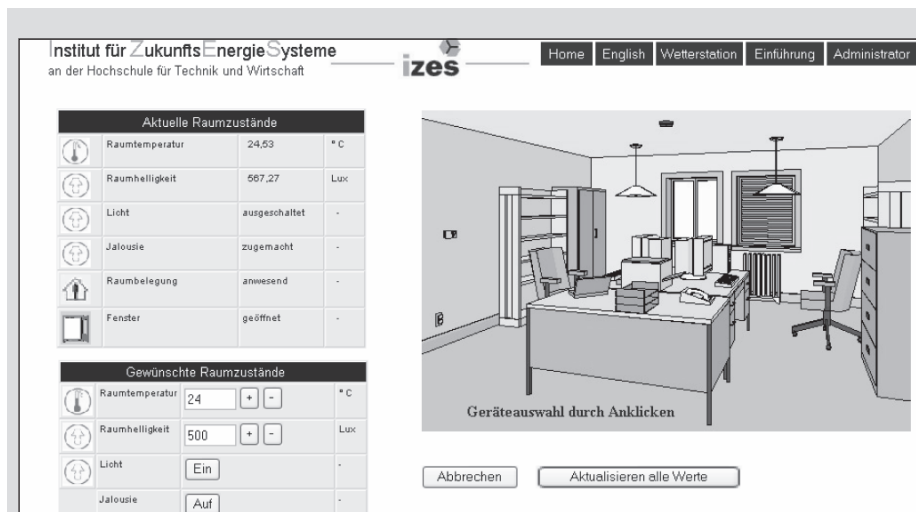 Institut für ZukunftsEnergieSysteme
an der Hochschule für Technik und Wirtschaft
izes
Home English Wetterstation Einführung Administrator
Aktuelle Raumzustände
Raumtemperatur 24,53 °C
Raumhelligkeit 567,27 Lux
Licht ausgeschaltet -
Jalousie zugemacht -
Raumbelegung anwesend -
Fenster geöffnet -
Gewünschte Raumzustände
Raumtemperatur 24 + - °C
Raumhelligkeit 500 + - Lux
Licht Ein -
Jalousie Auf -
Geräteauswahl durch Anklicken
Abbrechen Aktualisieren alle Werte